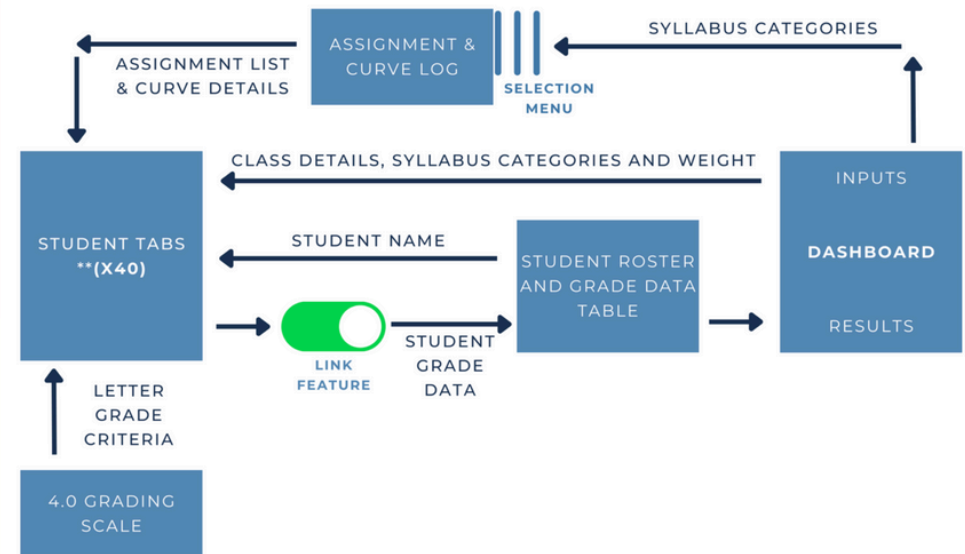 SYLLABUS CATEGORIES
ASSIGNMENT &
CURVE LOG
ASSIGNMENT LIST
& CURVE DETAILS
SELECTION
MENU
CLASS DETAILS, SYLLABUS CATEGORIES AND WEIGHT
INPUTS
DASHBOARD
RESULTS
STUDENT TABS
**(X40)
STUDENT NAME
STUDENT ROSTER
AND GRADE DATA
TABLE
LINK
FEATURE
STUDENT
GRADE
DATA
LETTER
GRADE
CRITERIA
4.0 GRADING
SCALE